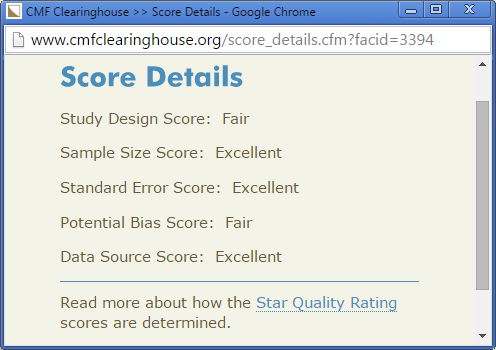 CMF Clearinghouse >> Score Details - Google Chrome
www.cmfclearinghouse.org/score_details.cfm?facid=3394
Score Details
Study Design Score: Fair
Sample Size Score: Excellent
Standard Error Score: Excellent
Potential Bias Score: Fair
Data Source Score: Excellent
Read more about how the Star Quality Rating
scores are determined.